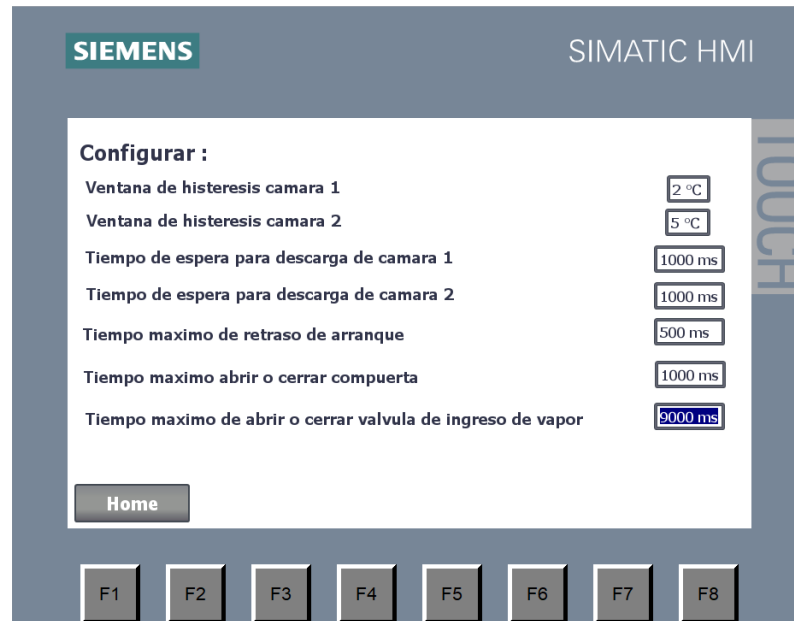 SIEMENS
SIMATIC HMI
TOUCH
Configurar :
Ventana de histeresis camara 1
2 °C
Ventana de histeresis camara 2
5 °C
Tiempo de espera para descarga de camara 1
1000 ms
Tiempo de espera para descarga de camara 2
1000 ms
Tiempo maximo de retraso de arranque
500 ms
Tiempo maximo abrir o cerrar compuerta
1000 ms
Tiempo maximo de abrir o cerrar valvula de ingreso de vapor
9000 ms
Home
F1 F2 F3 F4 F5 F6 F7 F8